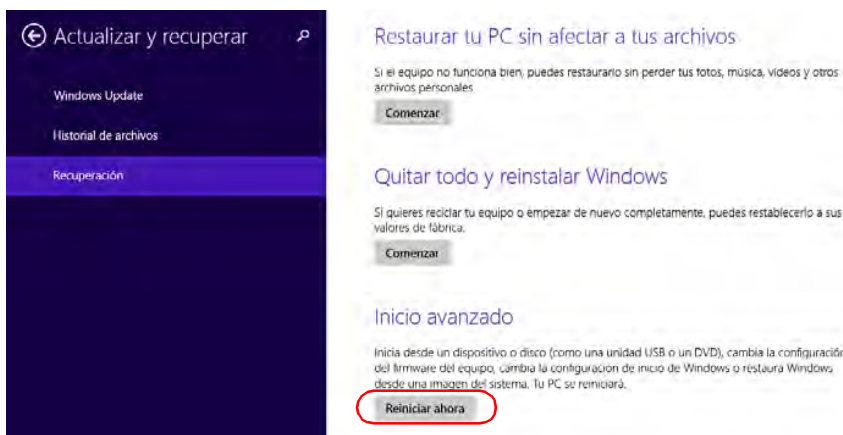 Actualizar y recuperar
Windows Update
Historial de archivos
Recuperación
Restaurar tu PC sin afectar a tus archivos
Si el equipo no funciona bien, puedes restaurarlo sin perder tus fotos, música, vídeos y otros
archivos personales
Comenzar
Quitar todo y reinstalar Windows
Si quieres reciclar tu equipo o empezar de nuevo completamente, puedes restablecerlo a sus
valores de fábrica.
Comenzar
Inicio avanzado
Inicia desde un dispositivo o disco (como una unidad USB o un DVD), cambia la configuración
del firmware del equipo, cambia la configuración de inicio de Windows o restaura Windows
desde una imagen del sistema. Tu PC se reiniciará.
Reiniciar ahora